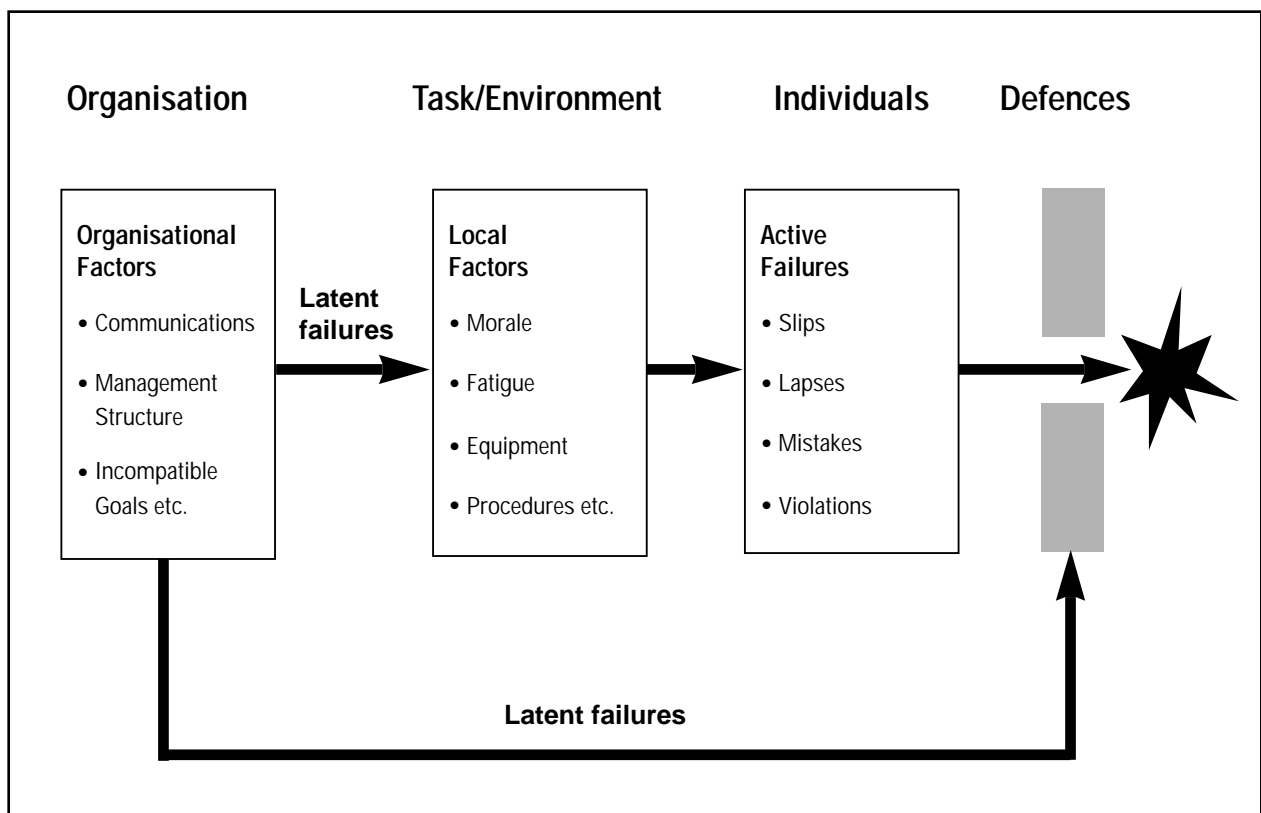 Organisation
Task/Environment
Individuals
Defences
Organisational
Factors
• Communications
• Management
Structure
• Incompatible
Goals etc.
Latent
failures
Local
Factors
• Morale
• Fatigue
• Equipment
• Procedures etc.
Active
Failures
• Slips
• Lapses
• Mistakes
• Violations
Latent failures